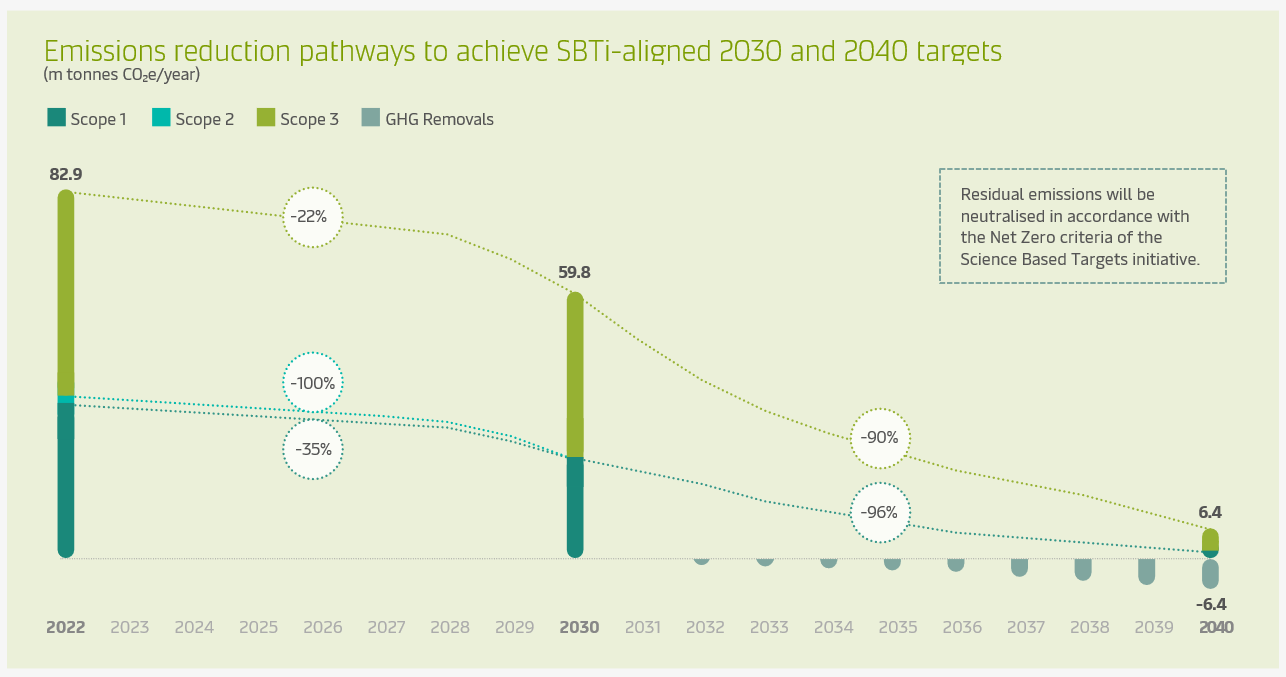 Emissions reduction pathways to achieve SBTi-aligned 2030 and 2040 targets
(m tonnes CO₂e/year)
Scope 1 Scope 2 Scope 3 GHG Removals
82.9
Residual emissions will be
neutralised in accordance with
the Net Zero criteria of the
Science Based Targets initiative.
-22%
59.8
-100%
-35%
-90%
-96%
6.4
-6.4
2022 2023 2024 2025 2026 2027 2028 2029 2030 2031 2032 2033 2034 2035 2036 2037 2038 2039 2040